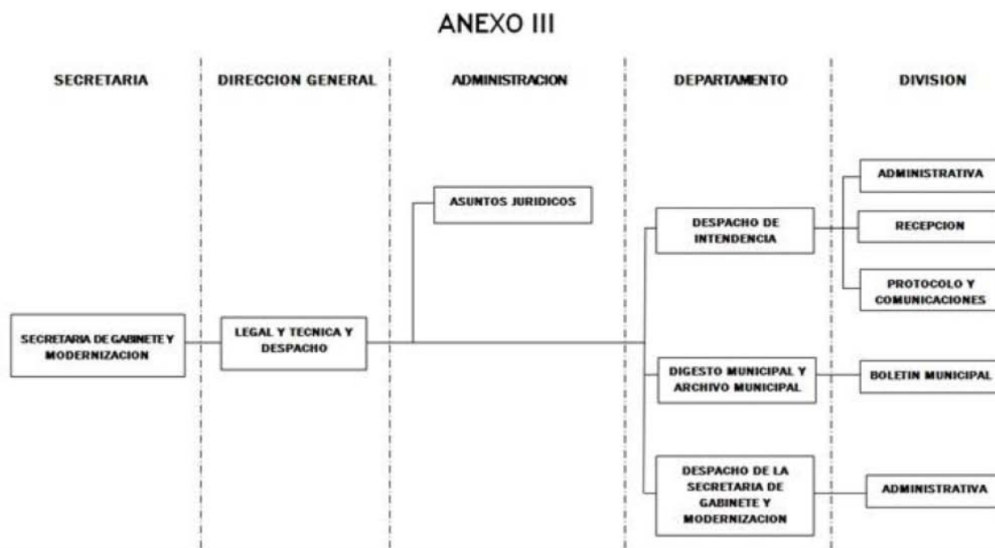 ANEXO III
SECRETARIA
DIRECCION GENERAL
ADMINISTRACION
DEPARTAMENTO
DIVISION
ADMINISTRATIVA
ASUNTOS JURIDICOS
DESPACHO DE
INTENDENCIA
RECEPCION
PROTOCOLO Y
COMUNICACIONES
SECRETARIA DE GABINETE Y
MODERNIZACION
LEGAL Y TECNICA Y
DESPACHO
DIGESTO MUNICIPAL Y
ARCHIVO MUNICIPAL
BOLETIN MUNICIPAL
DESPACHO DE LA
SECRETARIA DE
GABINETE Y
MODERNIZACION
ADMINISTRATIVA